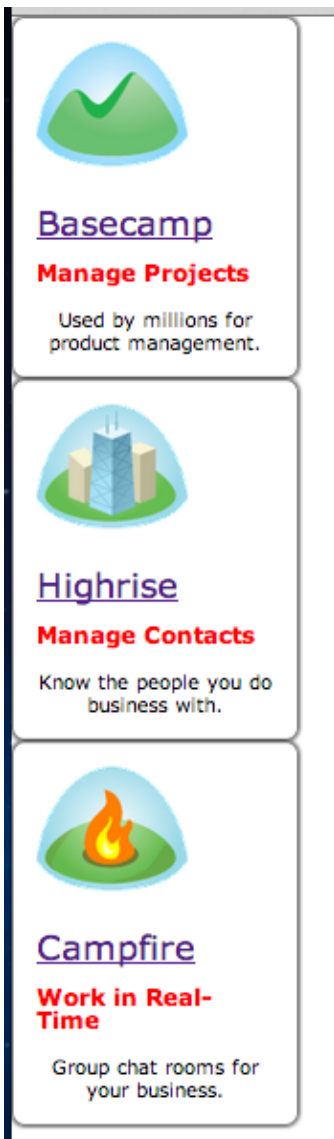 Basecamp
Manage Projects
Used by millions for
product management.
Highrise
Manage Contacts
Know the people you do
business with.
Campfire
Work in Real-
Time
Group chat rooms for
your business.